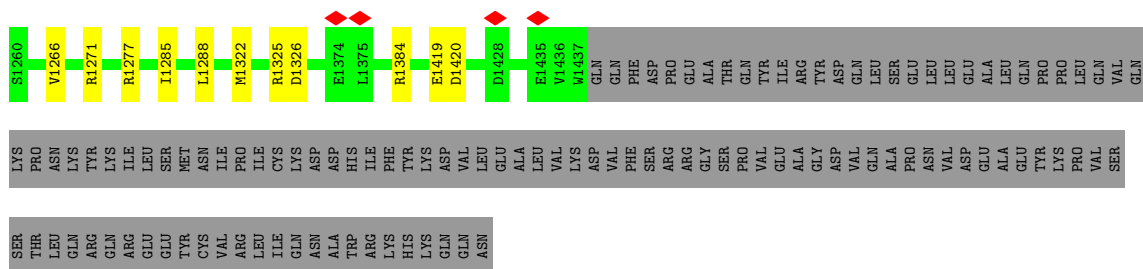 S1260 V1266 R1271 R1277 I1285 L1288 M1322 R1325 D1326 E1374 L1375 R1384 E1419 D1420 D1428 E1435 V1436 W1437 GLN GLN PHE ASP PRO GLU ALA THR GLN TYR ILE ARG TYR ASP GLN LEU SER GLU LEU LEU GLU ALA LEU GLN PRO PRO LEU GLN VAL GLN
LYS PRO ASN LYS TYR LYS ILE LEU SER MET ASN ILE PRO ILE CYS LYS ASP ASP HIS ILE PHE TYR LYS ASP VAL LEU GLU ALA LEU VAL LYS ASP VAL PHE SER ARG ARG GLY SER PRO VAL GLU ALA GLY ASP VAL GLN ALA PRO ASN VAL ASP GLU ALA GLU TYR LYS PRO VAL SER
SER THR LEU GLN ARG GLN ARG GLU GLU TYR CYS VAL ARG LEU ILE GLN ASN ALA TRP ARG LYS HIS LYS GLN GLN ASN